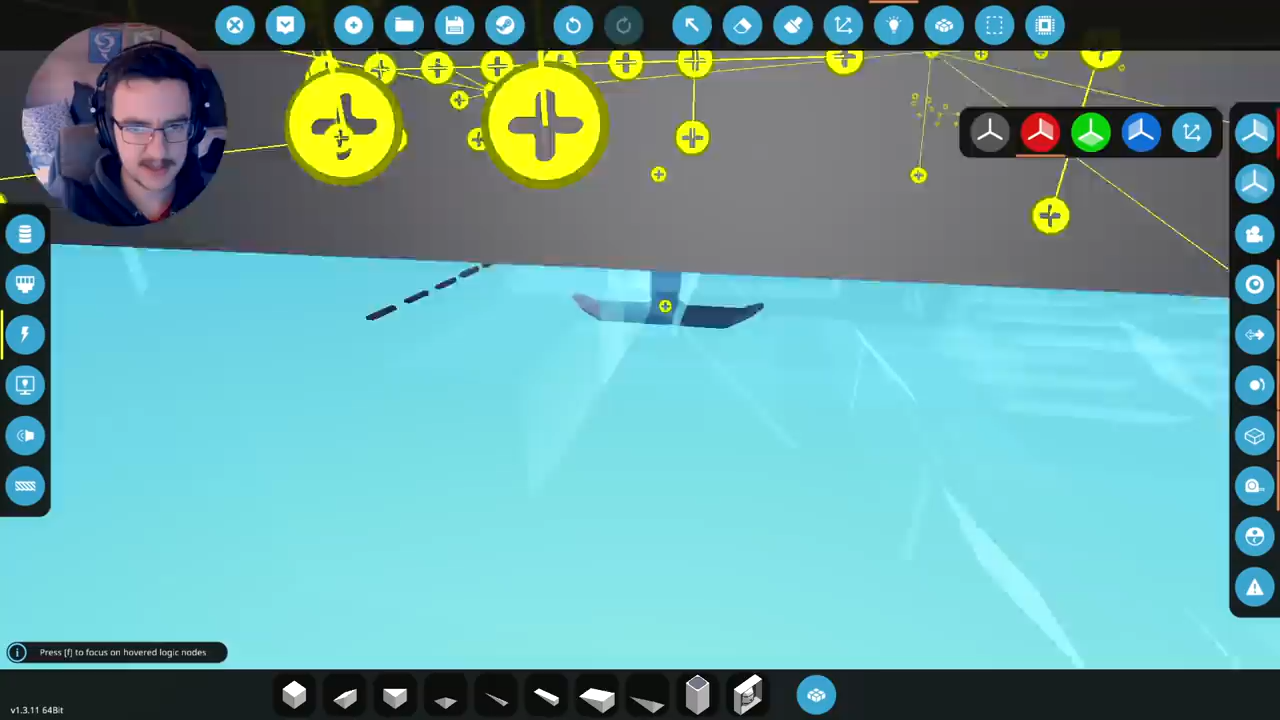 Press [f] to focus on hovered logic nodes
v1.3.11 64Bit